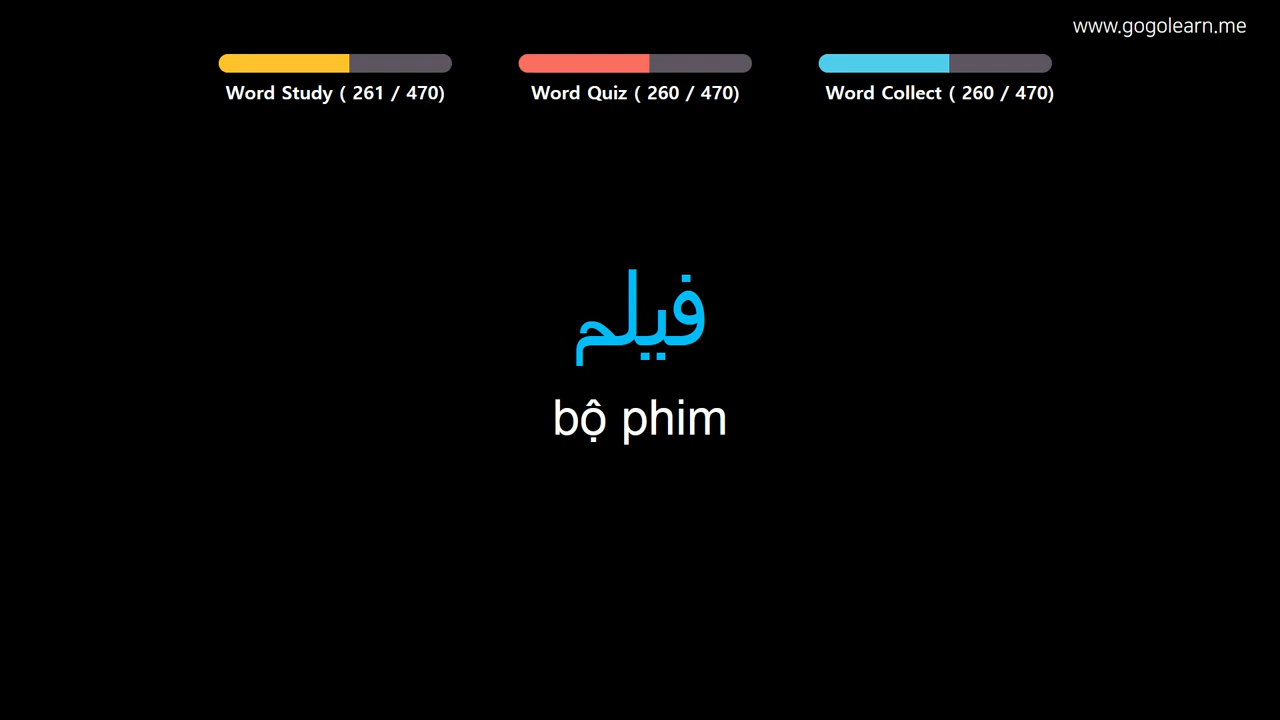 www.gogolearn.me
Word Study ( 261 / 470)
Word Quiz ( 260 / 470)
Word Collect ( 260 / 470)
فيلم
bộ phim